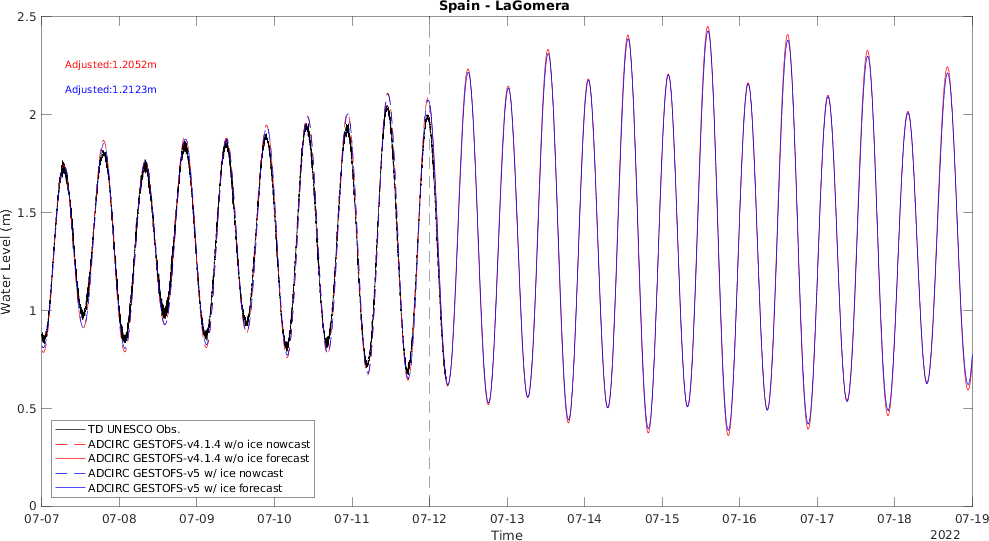 Spain - LaGomera
2.5
2
1.5
1
0.5
0
Water Level (m)
Adjusted:1.2052m
Adjusted:1.2123m
TD UNESCO Obs.
ADCIRC GESTOFS-v4.1.4 w/o ice nowcast
ADCIRC GESTOFS-v4.1.4 w/o ice forecast
ADCIRC GESTOFS-v5 w/ ice nowcast
ADCIRC GESTOFS-v5 w/ ice forecast
07-07 07-08 07-09 07-10 07-11 07-12 07-13 07-14 07-15 07-16 07-17 07-18 07-19
Time
2022